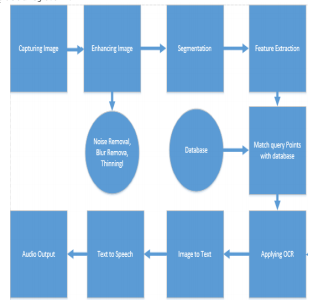 Capturing Image
Enhancing Image
Segmentation
Feature Extraction
Noise Removal,
Blur Remova,
Thinning!
Database
Match query Points
with database
Audio Output
Text to Speech
Image to Text
Applying OCR